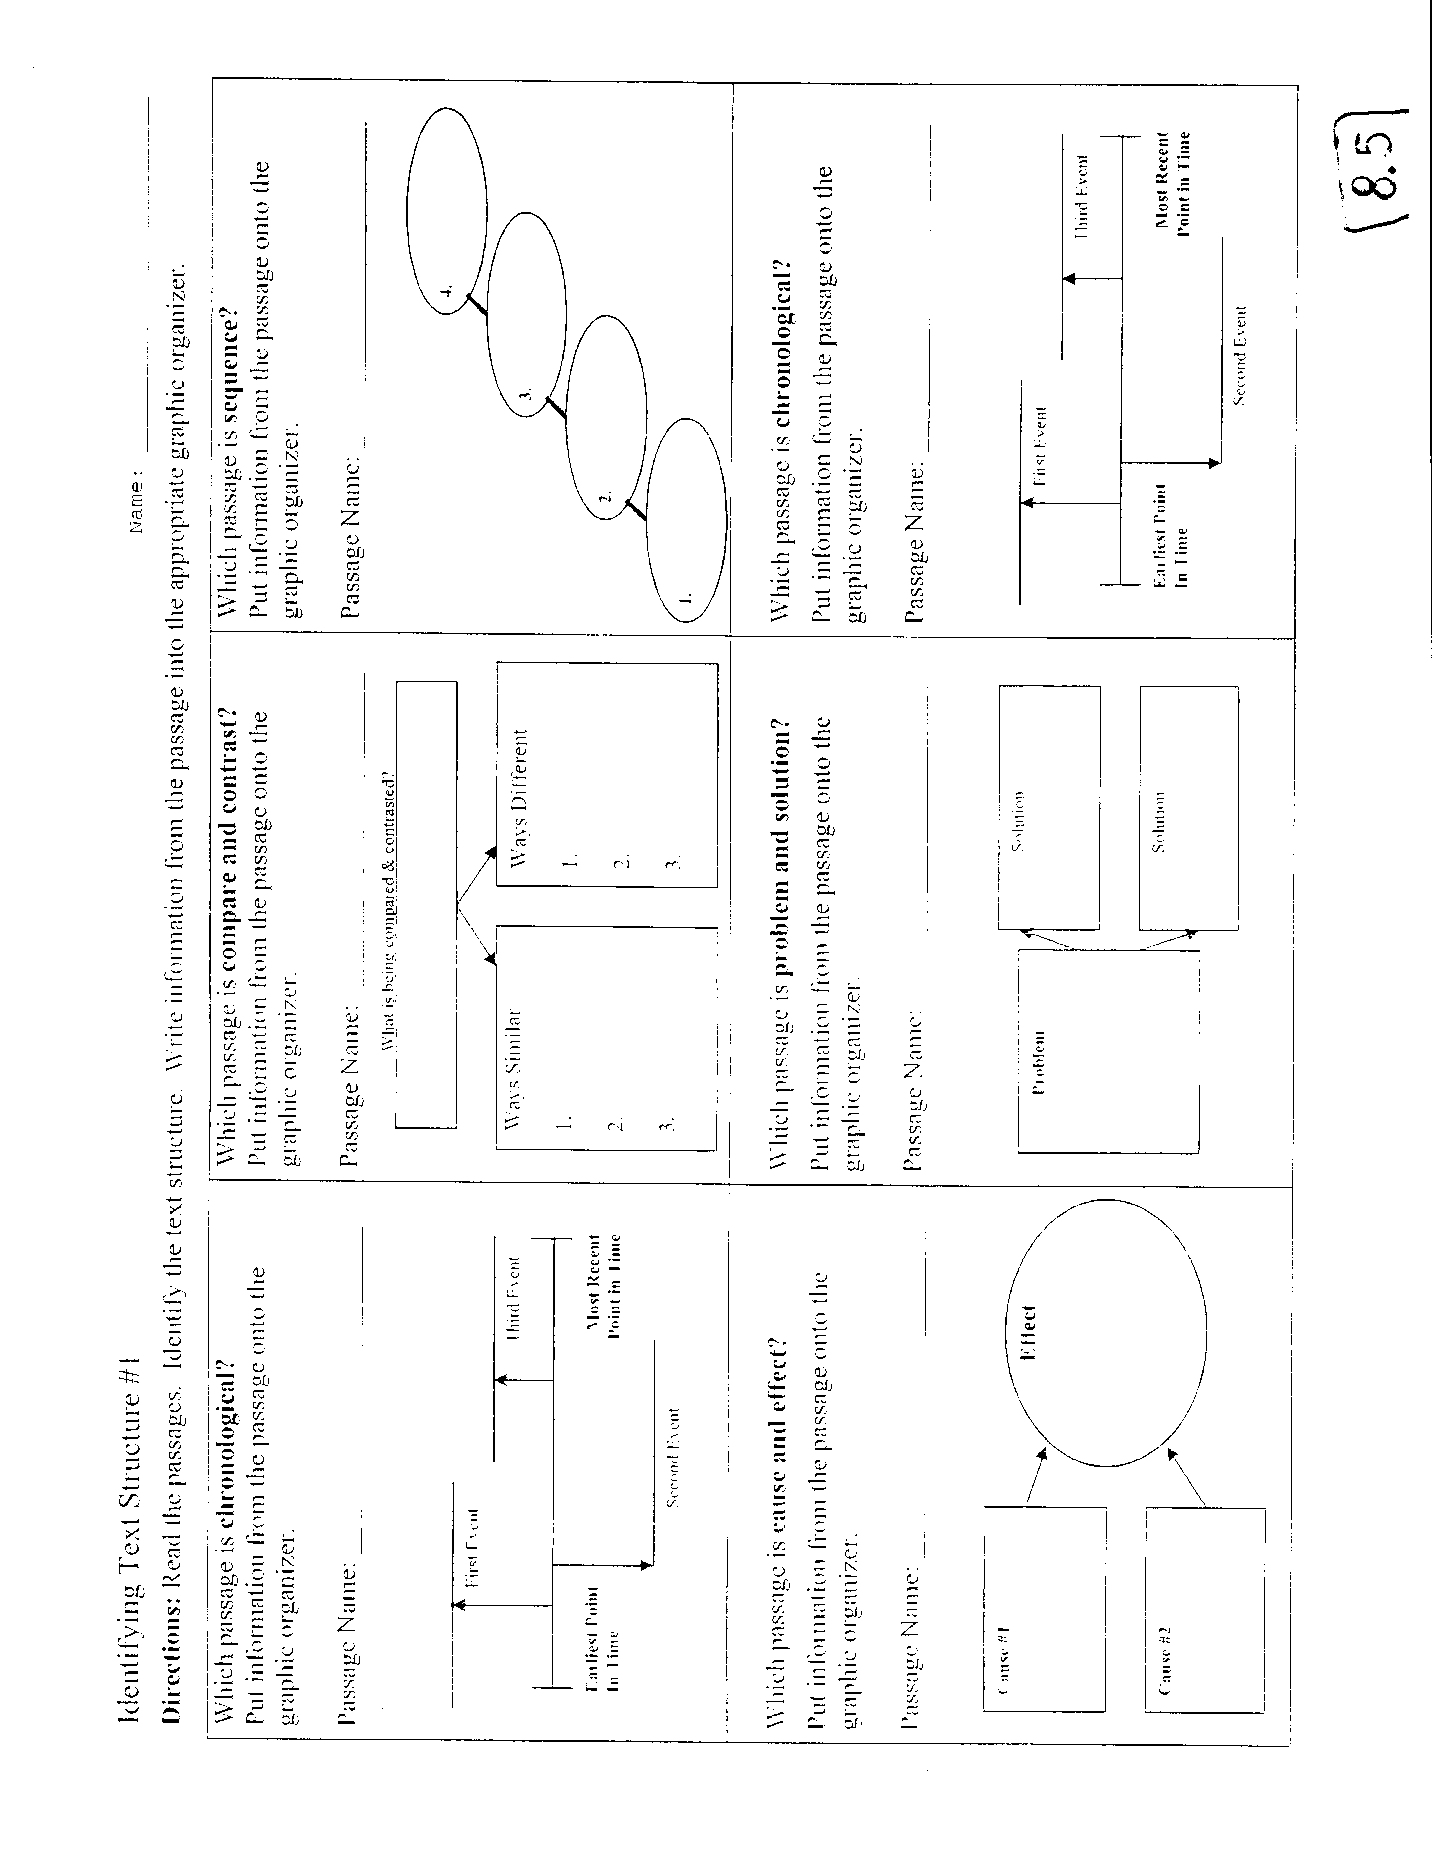 Name:
Identifying Text Structure #1
Directions: Read the passages. Identify the text structure. Write information from the passage into the appropriate graphic organizer.
Which passage is chronological?
Put information from the passage onto the
graphic organizer.
Passage Name:
First Event
Third Event
Second Event
Earliest Point
In Time
Most Recent
Point in Time
Which passage is compare and contrast?
Put information from the passage onto the
graphic organizer.
Passage Name:
What is being compared & contrasted?
Ways Similar
1.
2.
3.
Ways Different
1.
2.
3.
Which passage is sequence?
Put information from the passage onto the
graphic organizer.
Passage Name:
4.
3.
2.
1.
Which passage is cause and effect?
Put information from the passage onto the
graphic organizer.
Passage Name:
Cause #1
Cause #2
Effect
Which passage is problem and solution?
Put information from the passage onto the
graphic organizer.
Passage Name:
Problem
Solution
Solution
Which passage is chronological?
Put information from the passage onto the
graphic organizer.
Passage Name:
First Event
Third Event
Second Event
Earliest Point
In Time
Most Recent
Point in Time
8.5